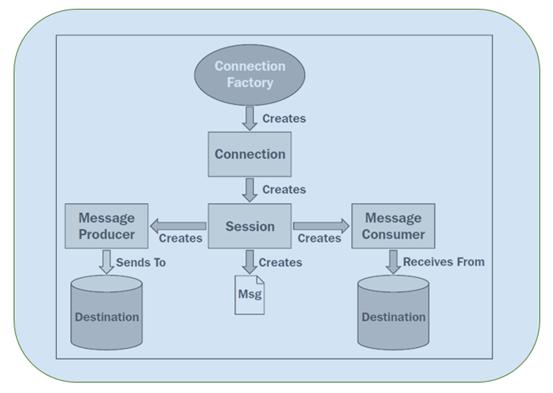 Connection
Factory
Creates
Connection
Creates
Message
Producer
Session
Message
Consumer
Creates
Creates
Sends To
Creates
Receives From
Msg
Destination
Destination